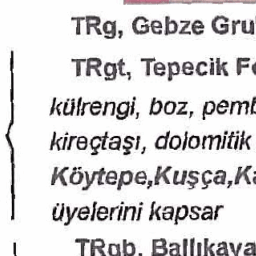 TRg, Gebze Gru
TRgt, Tepecik Fo
külrengi, boz, pemb
kireçtaşı, dolomitik
Köytepe,Kuşça,Ka
üyelerini kapsar
TRgb, Ballıkaya